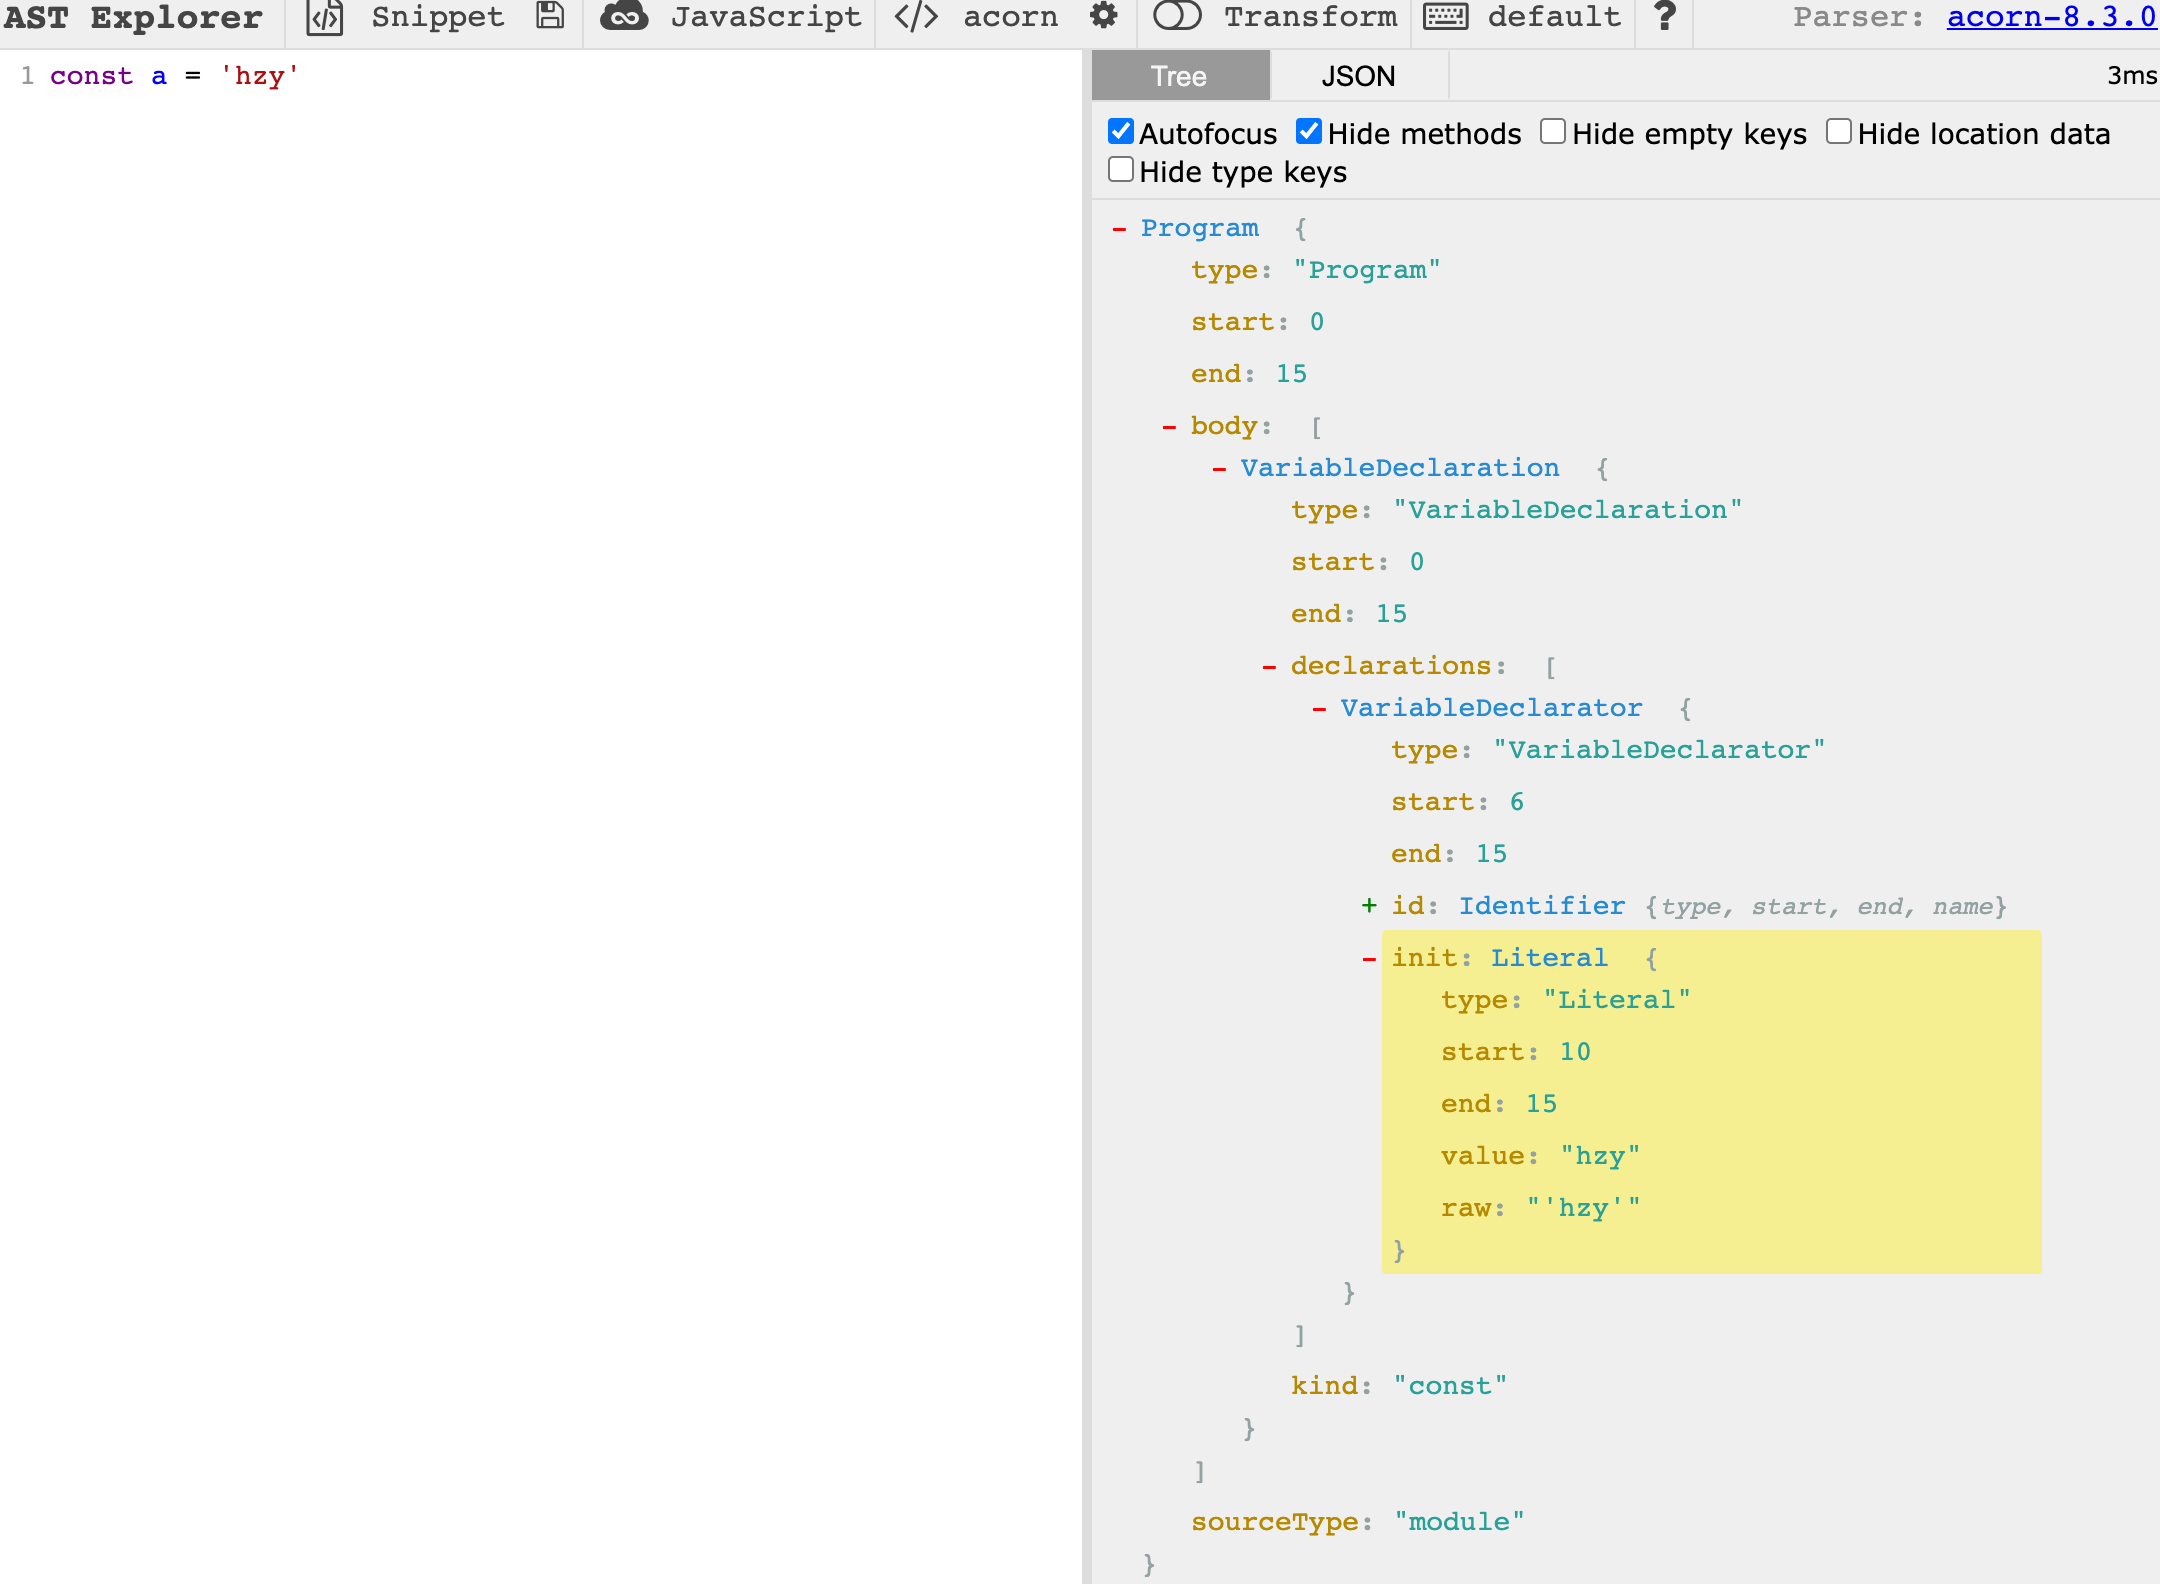 AST Explorer Snippet JavaScript </> acorn Transform default ? Parser: acorn-8.3.0
1 const a = 'hzy'
Tree JSON 3ms
Autofocus Hide methods Hide empty keys Hide location data
Hide type keys
- Program {
type: "Program"
start: 0
end: 15
- body: [
- VariableDeclaration {
type: "VariableDeclaration"
start: 0
end: 15
- declarations: [
- VariableDeclarator {
type: "VariableDeclarator"
start: 6
end: 15
+ id: Identifier {type, start, end, name}
- init: Literal {
type: "Literal"
start: 10
end: 15
value: "hzy"
raw: "'hzy'"
}
}
]
kind: "const"
}
]
sourceType: "module"
}